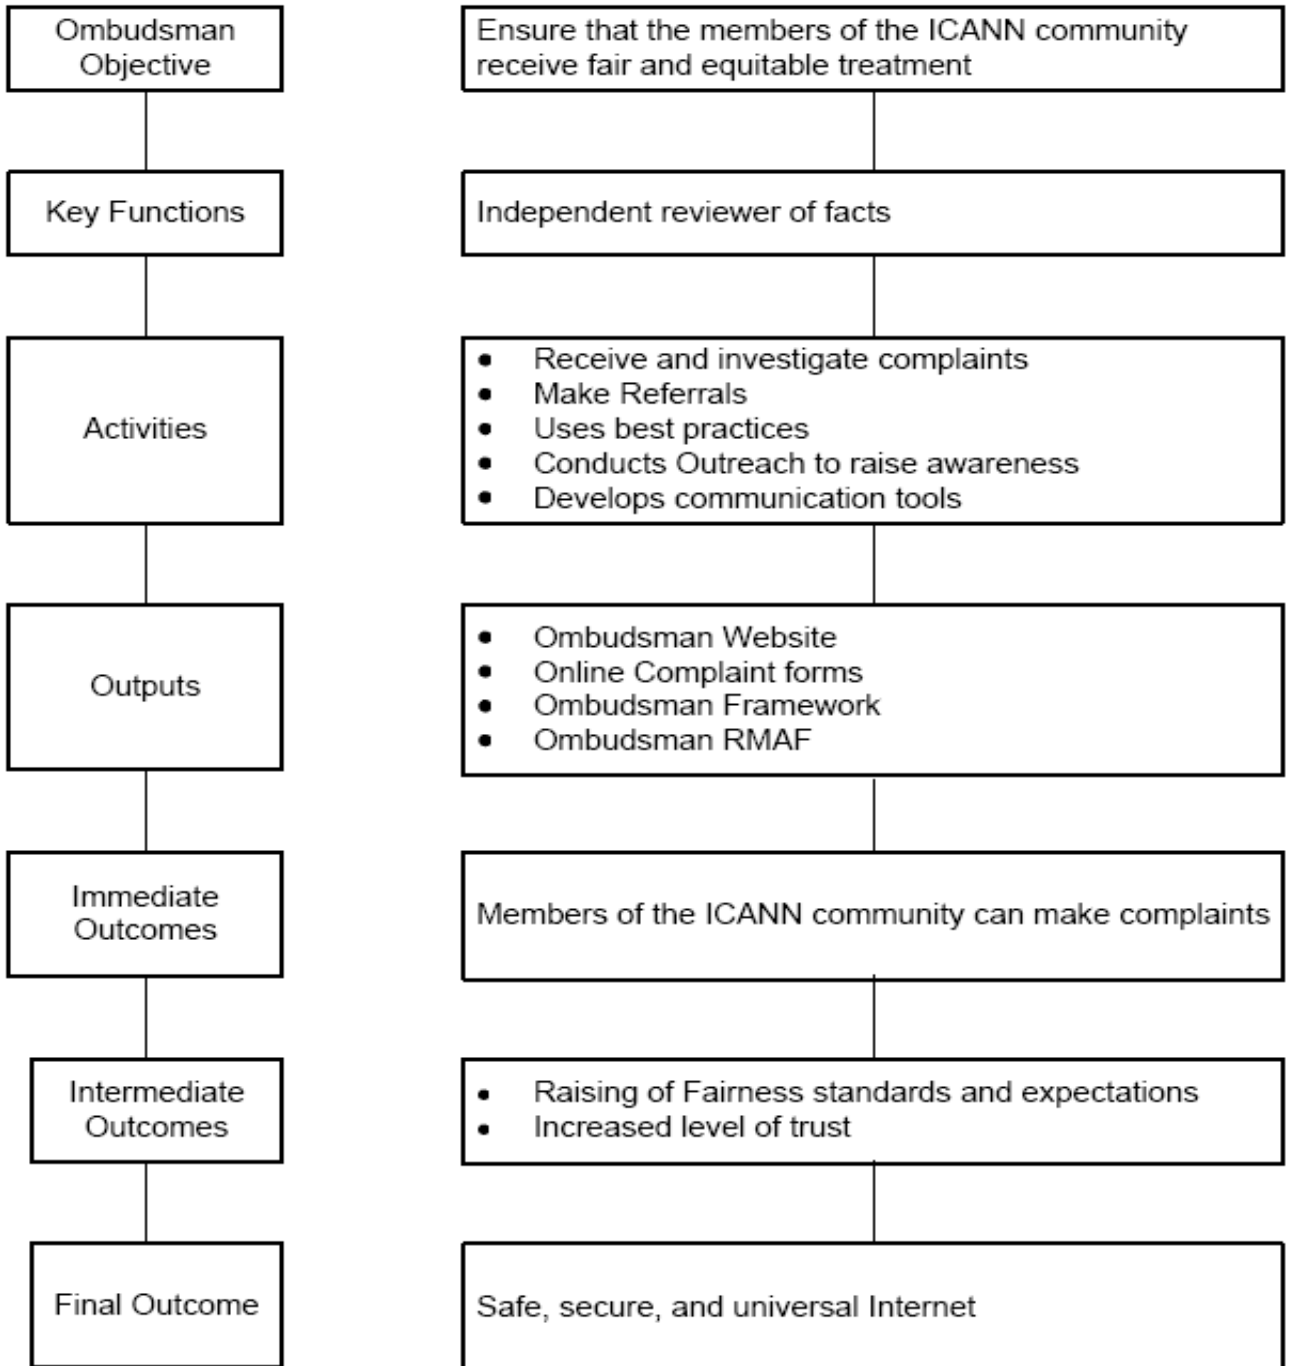 Ombudsman
Objective
Ensure that the members of the ICANN community
receive fair and equitable treatment
Key Functions
Independent reviewer of facts
Activities
• Receive and investigate complaints
• Make Referrals
• Uses best practices
• Conducts Outreach to raise awareness
• Develops communication tools
Outputs
• Ombudsman Website
• Online Complaint forms
• Ombudsman Framework
• Ombudsman RMAF
Immediate
Outcomes
Members of the ICANN community can make complaints
Intermediate
Outcomes
• Raising of Fairness standards and expectations
• Increased level of trust
Final Outcome
Safe, secure, and universal Internet